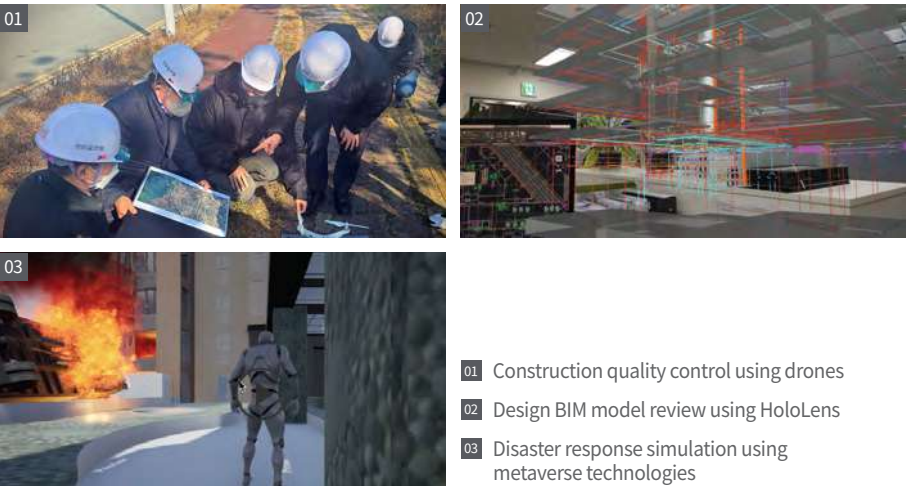 01
02
03
01 Construction quality control using drones
02 Design BIM model review using HoloLens
03 Disaster response simulation using
metaverse technologies